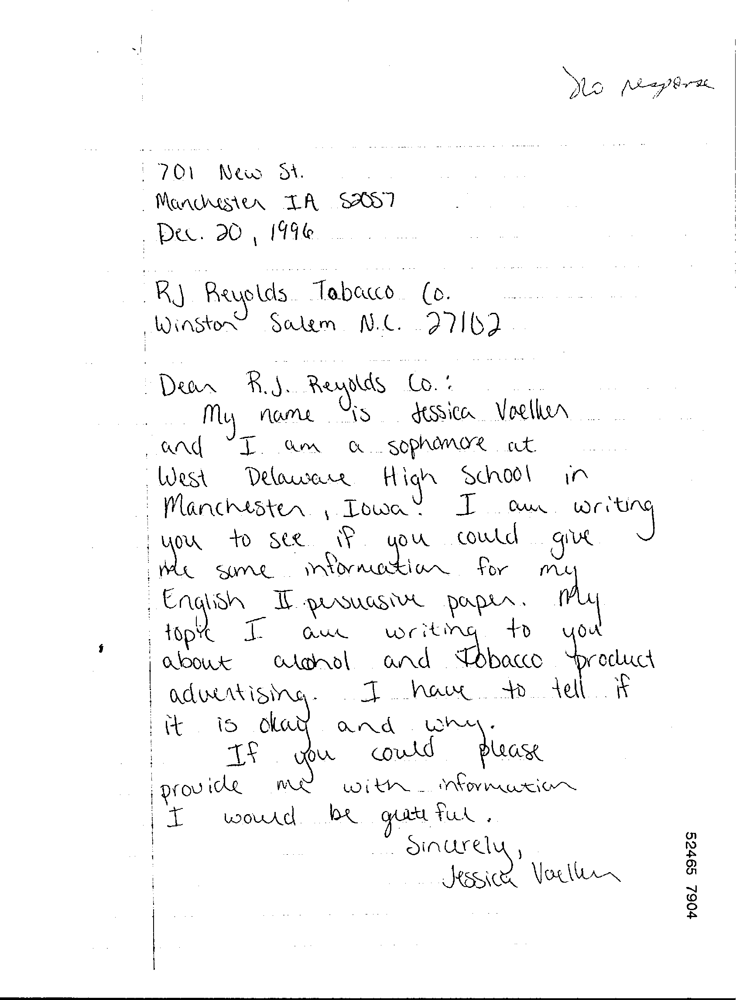 No response
701 New St.
Manchester IA 52057
Dec. 20, 1996
RJ Reyolds Tobacco Co.
Winston Salem N.C. 27102
Dear R.J. Reyolds Co.:
My name is Jessica Voelker
and I am a sophomore at
West Delaware High School in
Manchester, Iowa. I am writing
you to see if you could give
me some information for my
English II persuasive paper. My
topic I am writing to you
about alcohol and Tobacco product
advertising. I have to tell if
it is okay and why.
If you could please
provide me with information
I would be grateful.
Sincerely,
Jessica Voelker
52465 7904